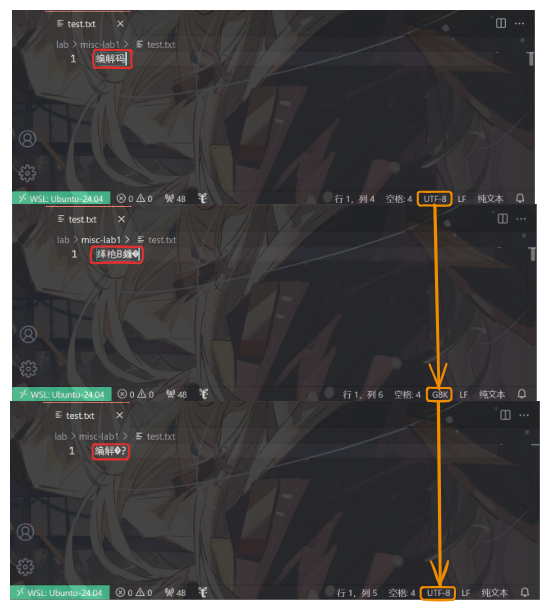 test.txt ×
lab > misc-lab1 > test.txt
1 编解码
WSL: Ubuntu-24.04 0 0 48 行 1, 列 4 空格: 4 UTF-8 LF 纯文本
test.txt ×
lab > misc-lab1 > test.txt
1 缂栬В鐮�
WSL: Ubuntu-24.04 0 0 48 行 1, 列 6 空格: 4 GBK LF 纯文本
test.txt ×
lab > misc-lab1 > test.txt
1 编解�?
WSL: Ubuntu-24.04 0 0 48 行 1, 列 5 空格: 4 UTF-8 LF 纯文本